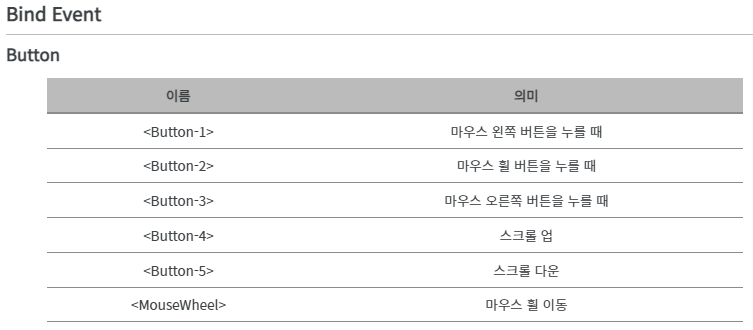 Bind Event
Button
이름 의미
<Button-1> 마우스 왼쪽 버튼을 누를 때
<Button-2> 마우스 휠 버튼을 누를 때
<Button-3> 마우스 오른쪽 버튼을 누를 때
<Button-4> 스크롤 업
<Button-5> 스크롤 다운
<MouseWheel> 마우스 휠 이동